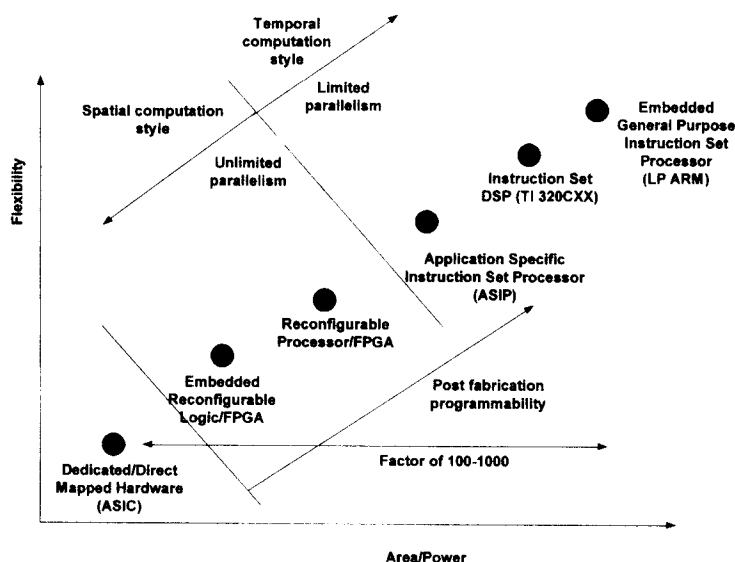 Temporal
computation
style
Limited
parallelism
Spatial computation
style
Unlimited
parallelism
Embedded
General Purpose
Instruction Set
Processor
(LP ARM)
Instruction Set
DSP (TI 320CXX)
Application Specific
Instruction Set Processor
(ASIP)
Flexibility
Reconfigurable
Processor/FPGA
Embedded
Reconfigurable
Logic/FPGA
Post fabrication
programmability
Factor of 100-1000
Dedicated/Direct
Mapped Hardware
(ASIC)
Area/Power